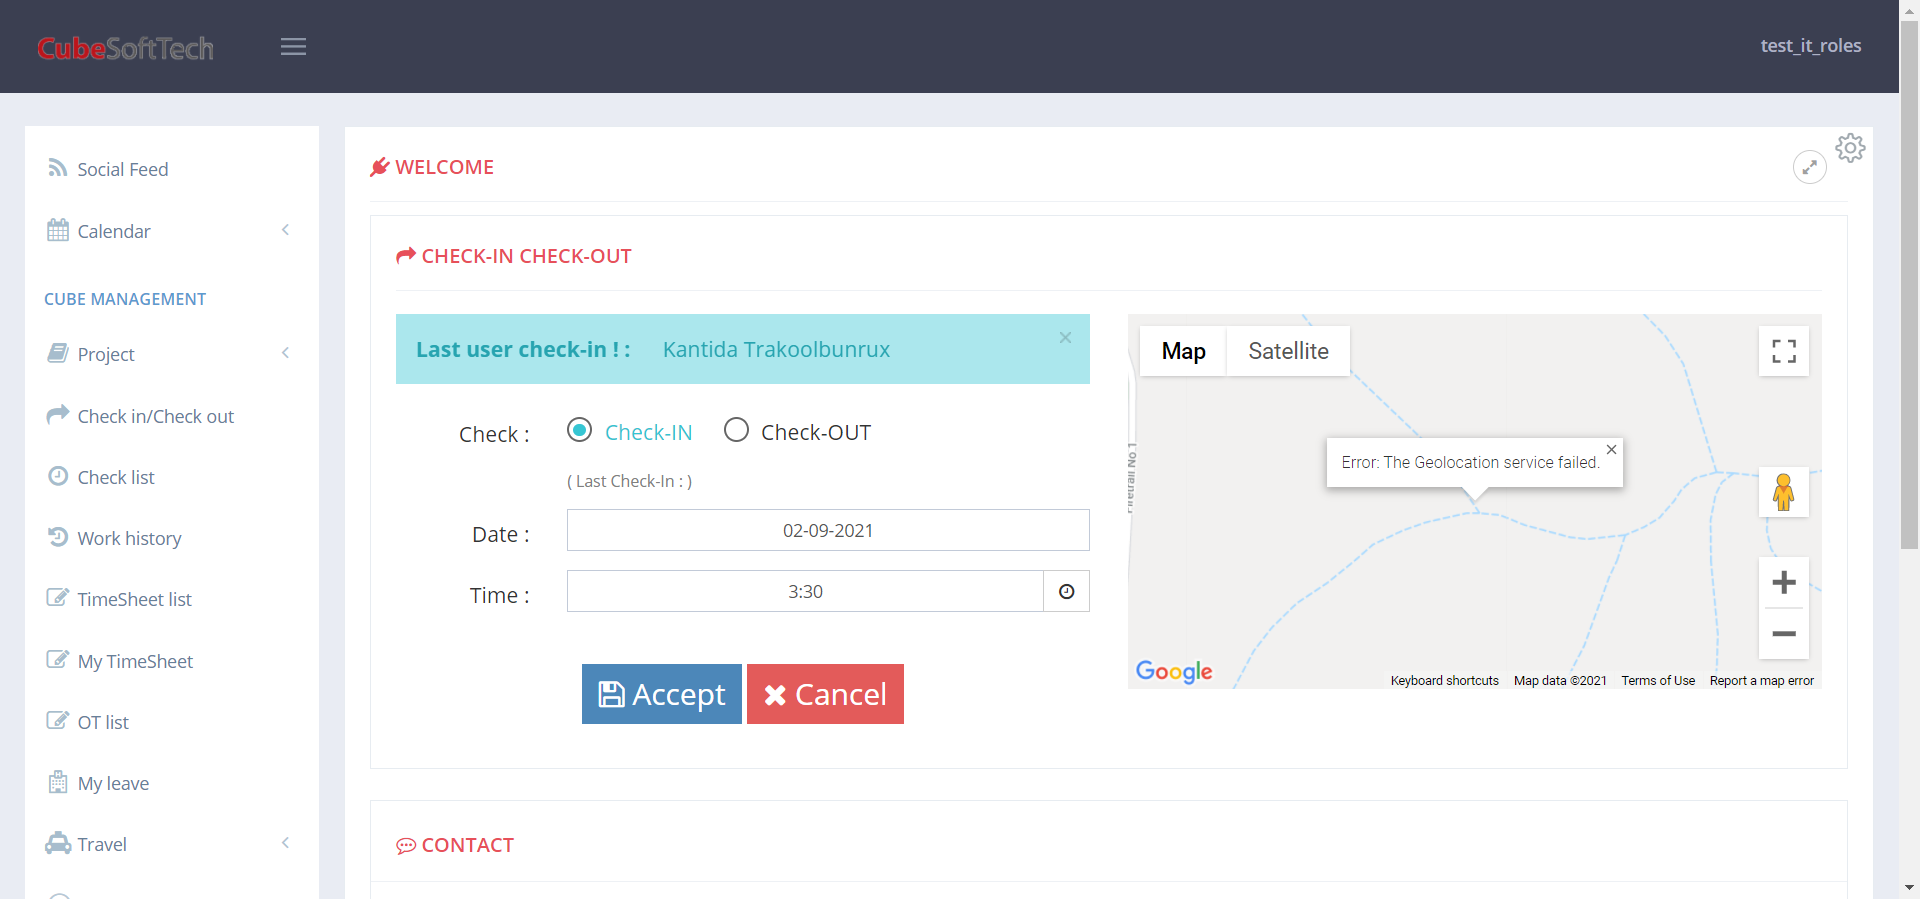 CubeSoftTech
test_it_roles
Social Feed
Calendar
CUBE MANAGEMENT
Project
Check in/Check out
Check list
Work history
TimeSheet list
My TimeSheet
OT list
My leave
Travel
WELCOME
CHECK-IN CHECK-OUT
Last user check-in ! : Kantida Trakoolbunrux
×
Check : Check-IN Check-OUT
( Last Check-In : )
Date : 02-09-2021
Time : 3:30
Accept Cancel
Map Satellite
Error: The Geolocation service failed.
Firetrail No 1
Google
Keyboard shortcuts Map data ©2021 Terms of Use Report a map error
CONTACT